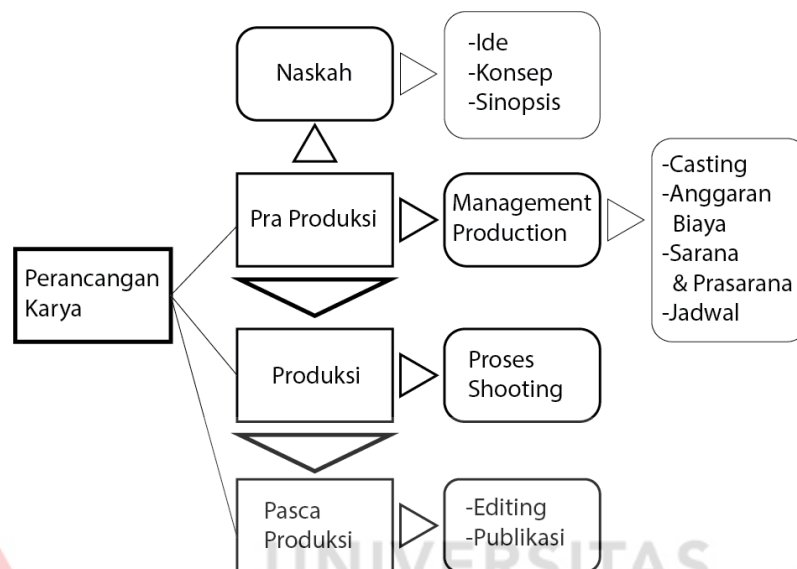 Naskah
-Ide
-Konsep
-Sinopsis
Pra Produksi
Management
Production
-Casting
-Anggaran
Biaya
-Sarana
& Prasarana
-Jadwal
Perancangan
Karya
Produksi
Proses
Shooting
Pasca
Produksi
-Editing
-Publikasi
UNIVERSITAS